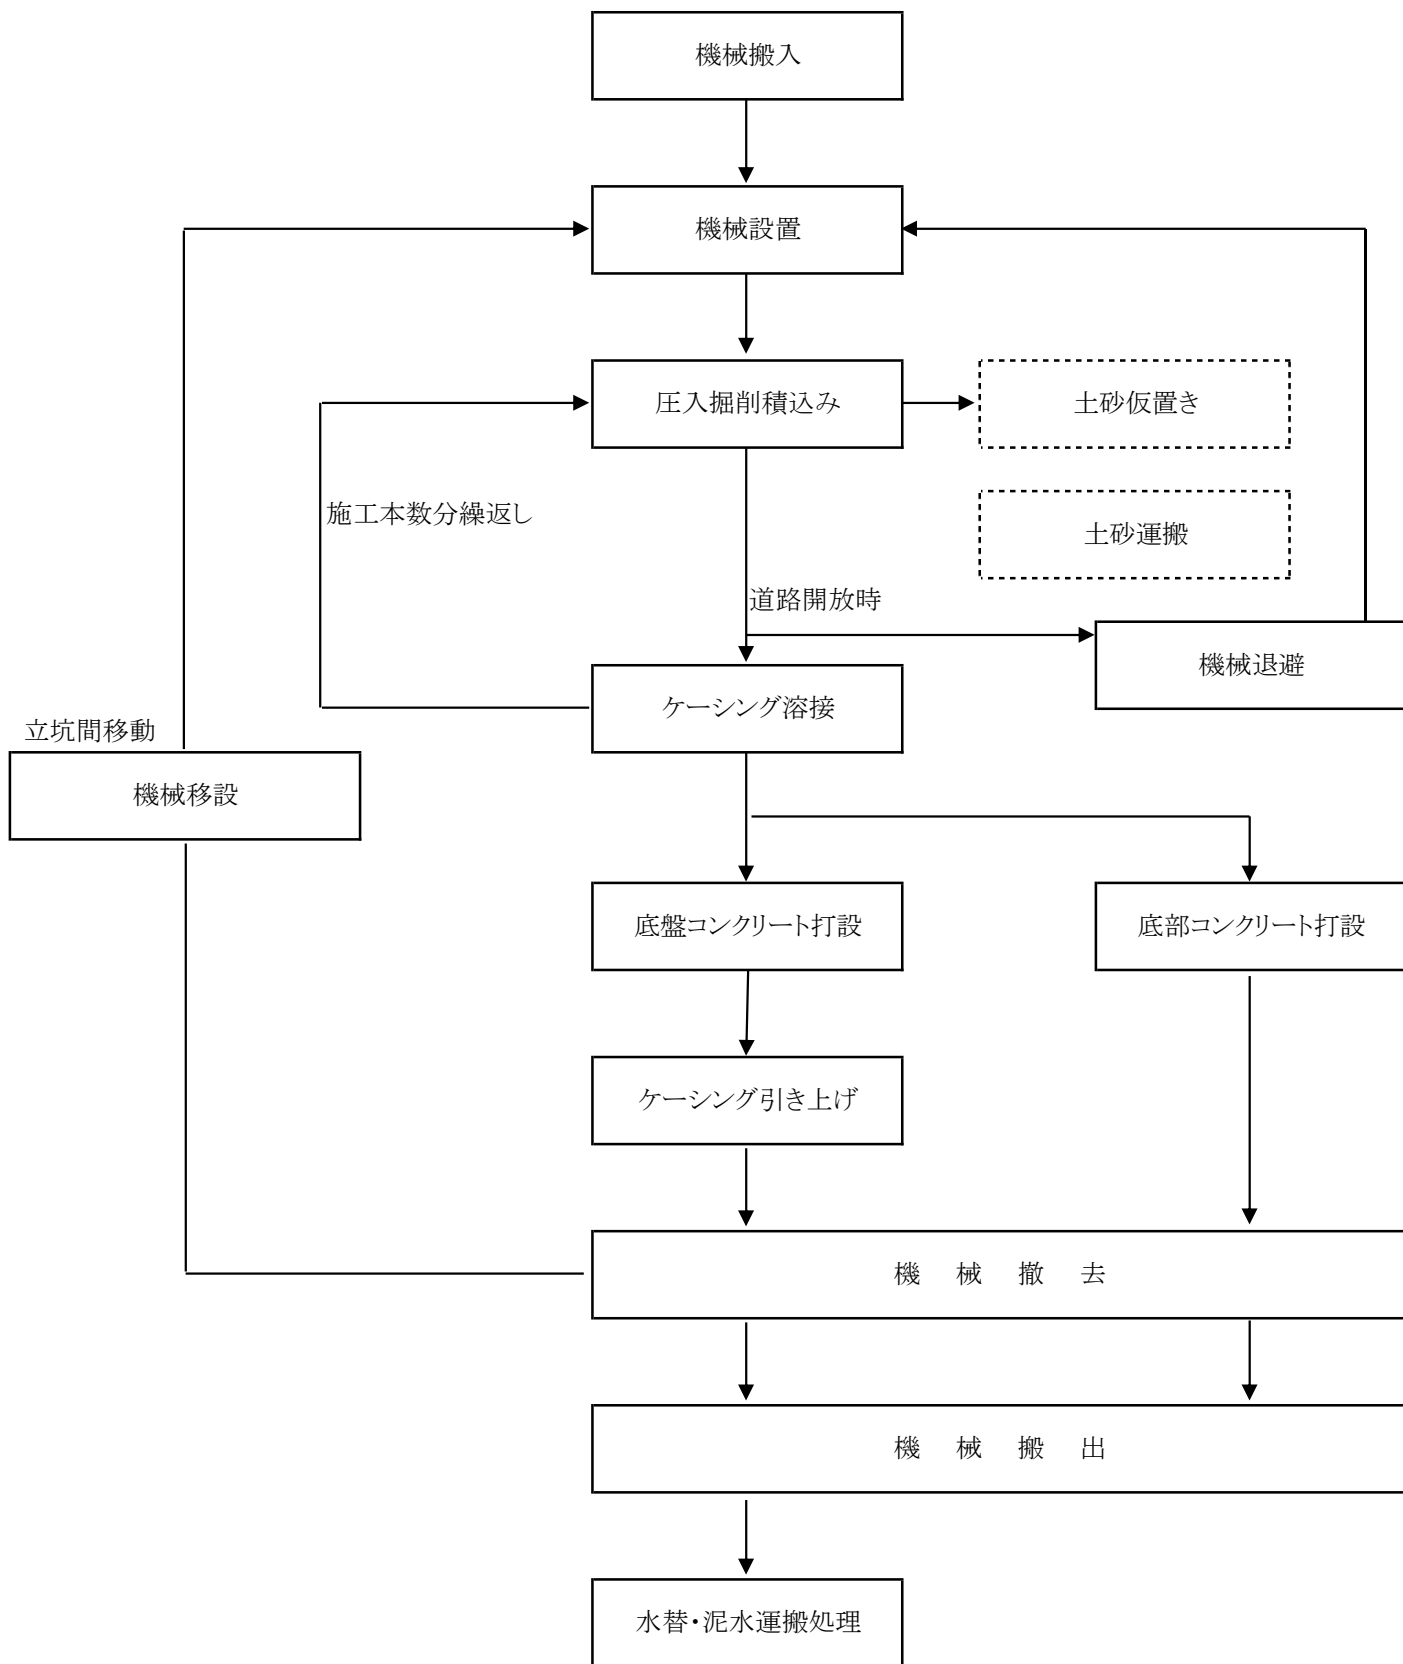 機械搬入
機械設置
圧入掘削積込み
土砂仮置き
施工本数分繰返し
土砂運搬
道路開放時
機械退避
ケーシング溶接
立坑間移動
機械移設
底盤コンクリート打設
底部コンクリート打設
ケーシング引き上げ
機 械 撤 去
機 械 搬 出
水替・泥水運搬処理